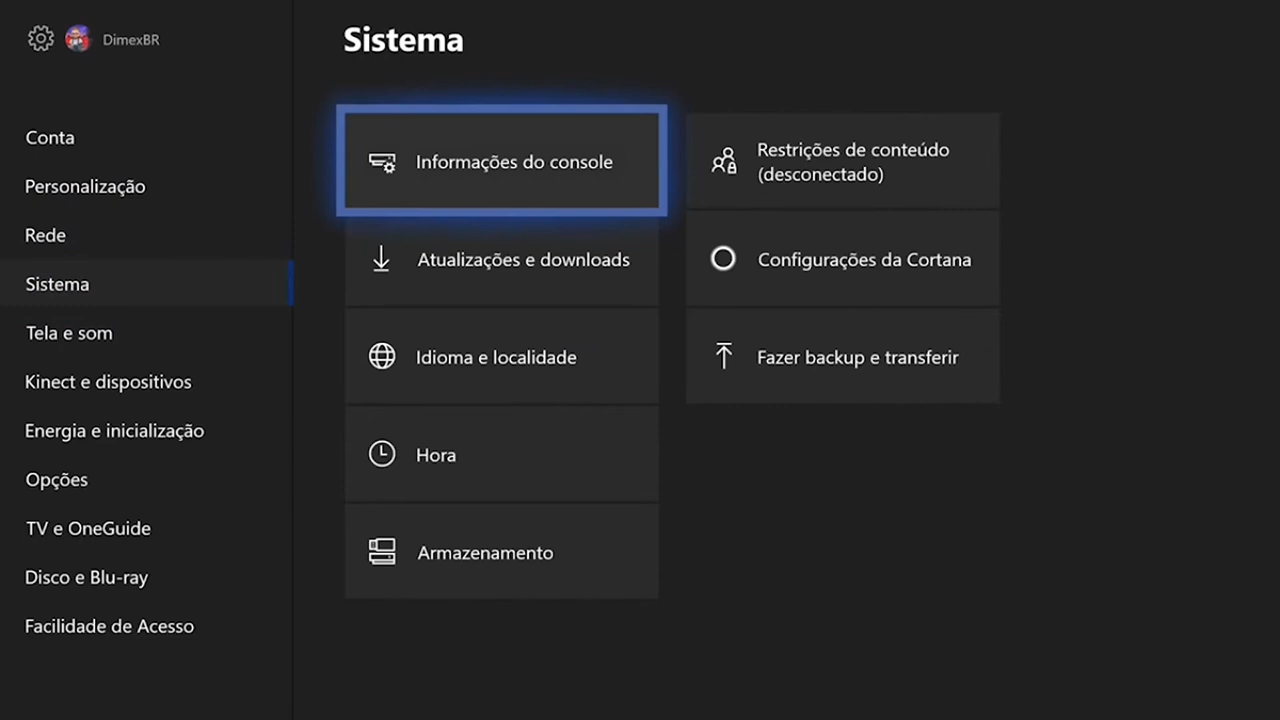 DimexBR
Conta
Personalização
Rede
Sistema
Tela e som
Kinect e dispositivos
Energia e inicialização
Opções
TV e OneGuide
Disco e Blu-ray
Facilidade de Acesso
Sistema
Informações do console
Atualizações e downloads
Idioma e localidade
Hora
Armazenamento
Restrições de conteúdo
(desconectado)
Configurações da Cortana
Fazer backup e transferir